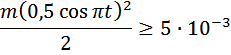 m(0,5 cos πt)²/2 ≥ 5 · 10⁻³